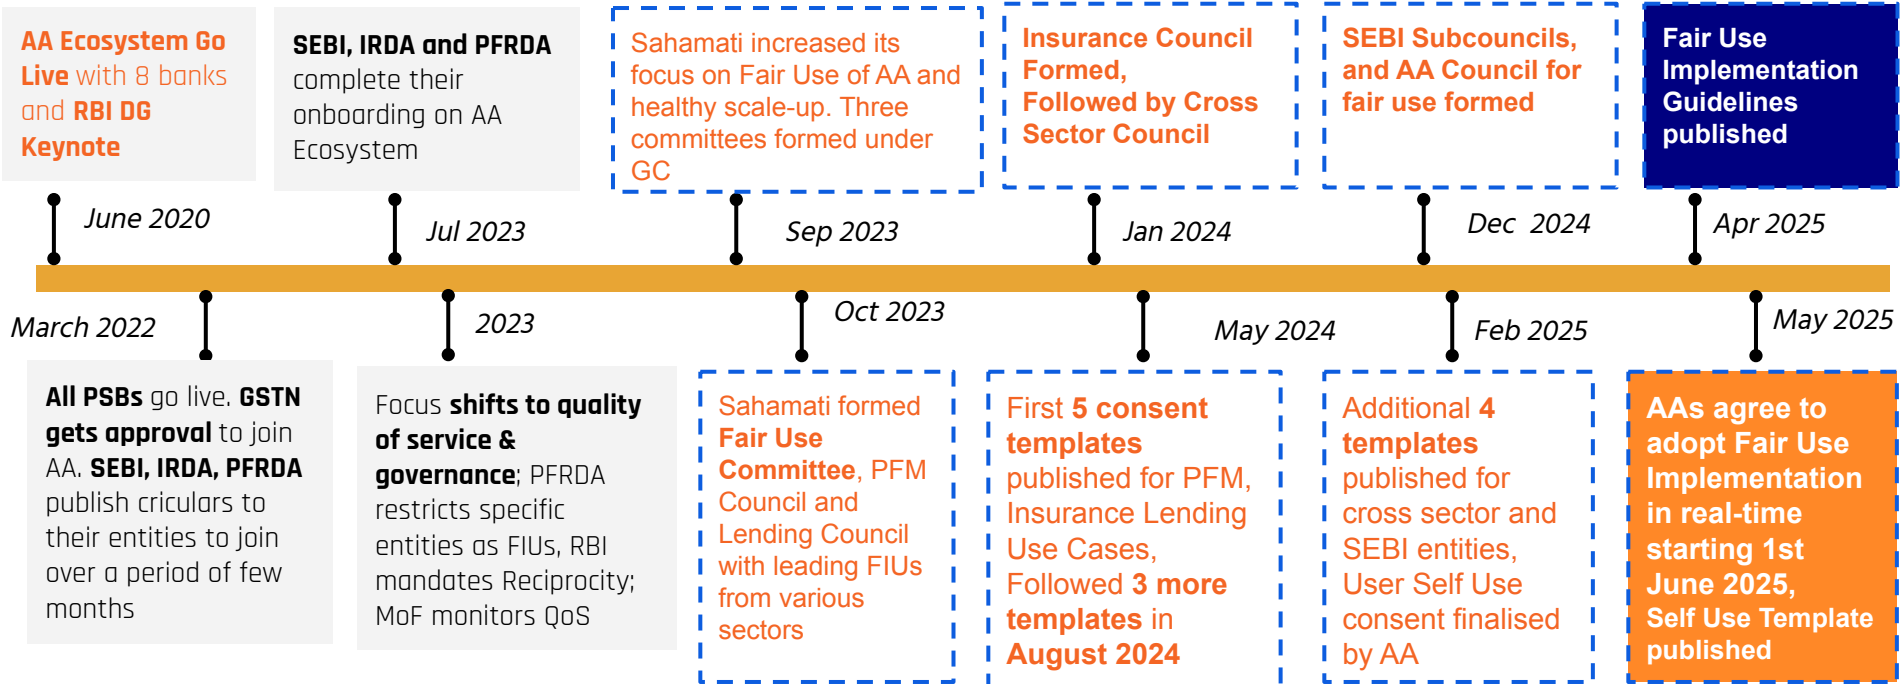 AA Ecosystem Go
Live with 8 banks
and RBI DG
Keynote
SEBI, IRDA and PFRDA
complete their
onboarding on AA
Ecosystem
Sahamati increased its
focus on Fair Use of AA and
healthy scale-up. Three
committees formed under
GC
Insurance Council
Formed,
Followed by Cross
Sector Council
SEBI Subcouncils,
and AA Council for
fair use formed
Fair Use
Implementation
Guidelines
published
June 2020
Jul 2023
Sep 2023
Jan 2024
Dec 2024
Apr 2025
March 2022
2023
Oct 2023
May 2024
Feb 2025
May 2025
All PSBs go live. GSTN
gets approval to join
AA. SEBI, IRDA, PFRDA
publish criculars to
their entities to join
over a period of few
months
Focus shifts to quality
of service &
governance; PFRDA
restricts specific
entities as FIUs, RBI
mandates Reciprocity;
MoF monitors QoS
Sahamati formed
Fair Use
Committee, PFM
Council and
Lending Council
with leading FIUs
from various
sectors
First 5 consent
templates
published for PFM,
Insurance Lending
Use Cases,
Followed 3 more
templates in
August 2024
Additional 4
templates
published for
cross sector and
SEBI entities,
User Self Use
consent finalised
by AA
AAs agree to
adopt Fair Use
Implementation
in real-time
starting 1st
June 2025,
Self Use Template
published